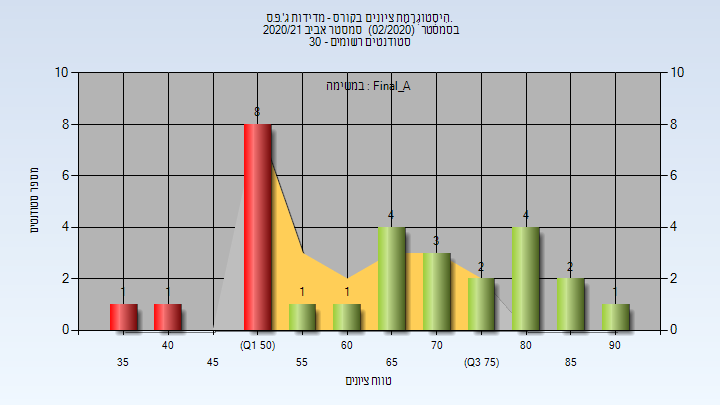 היסטוגרמת ציונים בקורס - מדידות ג'.פ.ס.
בסמסטר (02/2020) סמסטר אביב 2020/21
סטודנטים רשומים - 30
במשימה : Final_A
מספר סטודנטים
10 10
8 8
6 6
4 4
2 2
0 0
1 1 8 1 1 4 3 2 4 2 1
40 (Q1 50) 60 70 80 90
35 45 55 65 (Q3 75) 85
טווח ציונים